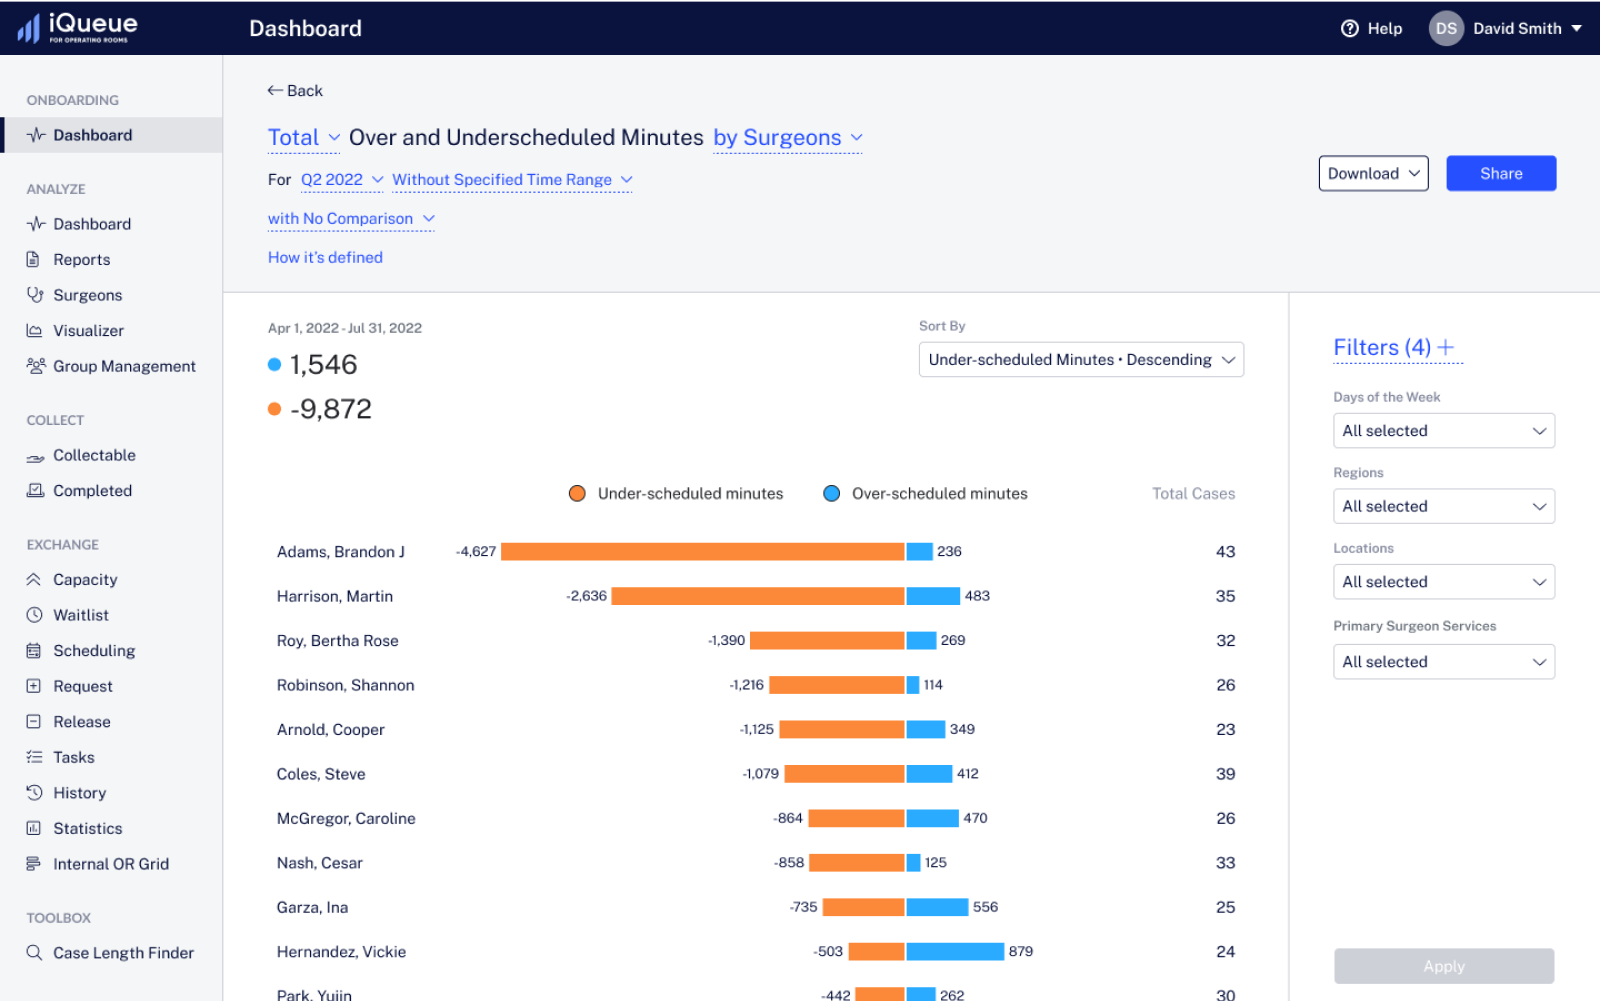 iQueue
FOR OPERATING ROOMS
Dashboard
Help
DS
David Smith
ONBOARDING
Dashboard
ANALYZE
Dashboard
Reports
Surgeons
Visualizer
Group Management
COLLECT
Collectable
Completed
EXCHANGE
Capacity
Waitlist
Scheduling
Request
Release
Tasks
History
Statistics
Internal OR Grid
TOOLBOX
Case Length Finder
Back
Total Over and Underscheduled Minutes by Surgeons
For Q2 2022 Without Specified Time Range
with No Comparison
How it's defined
Download
Share
Apr 1, 2022 - Jul 31, 2022
1,546
-9,872
Sort By
Under-scheduled Minutes • Descending
Under-scheduled minutes Over-scheduled minutes Total Cases
Adams, Brandon J -4,627 236 43
Harrison, Martin -2,636 483 35
Roy, Bertha Rose -1,390 269 32
Robinson, Shannon -1,216 114 26
Arnold, Cooper -1,125 349 23
Coles, Steve -1,079 412 39
McGregor, Caroline -864 470 26
Nash, Cesar -858 125 33
Garza, Ina -735 556 25
Hernandez, Vickie -503 879 24
Park, Yujin -442 262 30
Filters (4) +
Days of the Week
All selected
Regions
All selected
Locations
All selected
Primary Surgeon Services
All selected
Apply